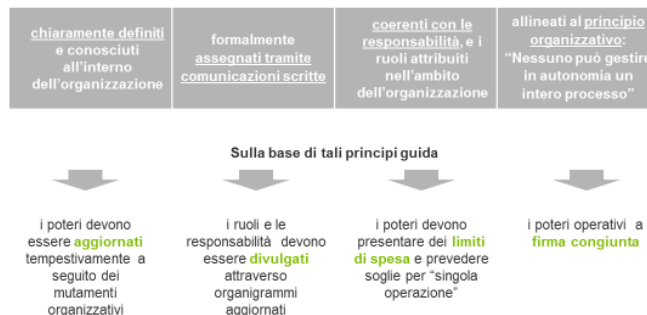 chiaramente definiti
e conosciuti
all'interno
dell'organizzazione
formalmente
assegnati tramite
comunicazioni scritte
coerenti con le
responsabilità, e i
ruoli attribuiti
nell'ambito
dell'organizzazione
allineati al principio
organizzativo:
"Nessuno può gestire
in autonomia un
intero processo"
Sulla base di tali principi guida
i poteri devono
essere aggiornati
tempestivamente a
seguito dei
mutamenti
organizzativi
i ruoli e le
responsabilità devono
essere divulgati
attraverso
organigrammi
aggiornati
i poteri devono
presentare dei limiti
di spesa e prevedere
soglie per "singola
operazione"
i poteri operativi a
firma congiunta